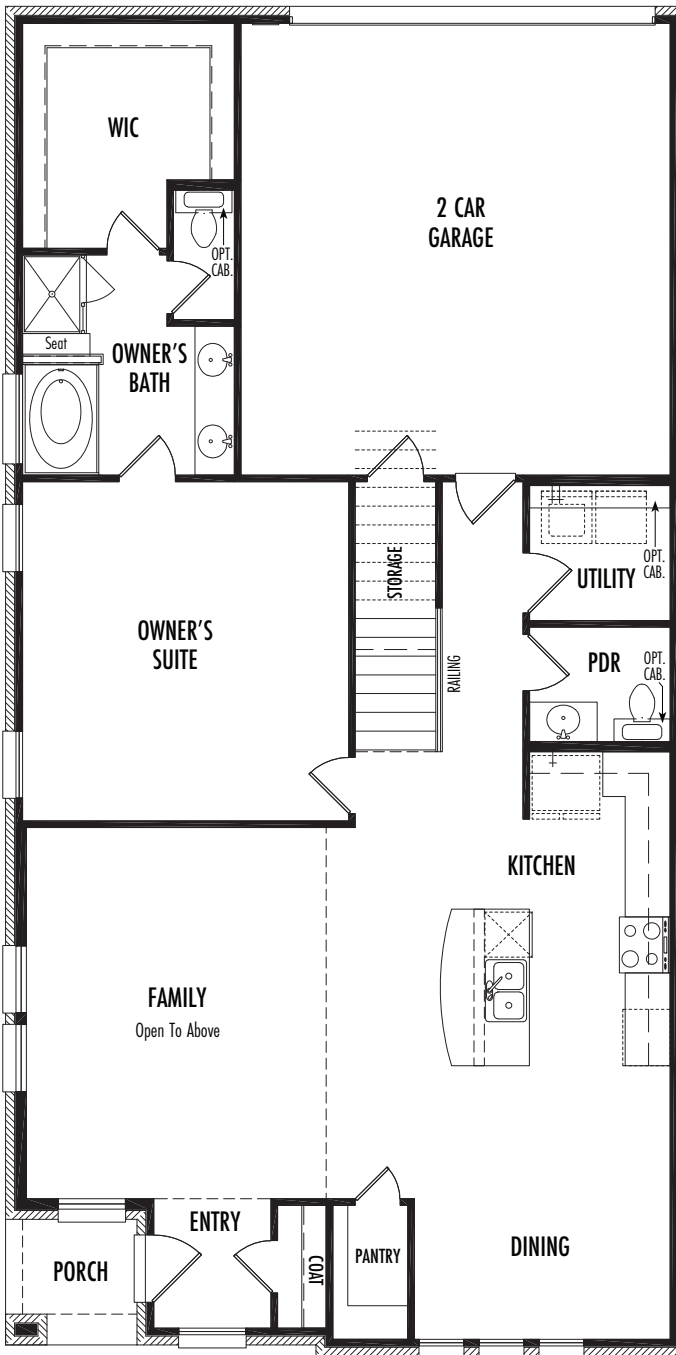 WIC
2 CAR
GARAGE
OPT.
CAB.
Seat
OWNER'S
BATH
STORAGE
OPT.
CAB.
UTILITY
OWNER'S
SUITE
RAILING
PDR
OPT.
CAB.
KITCHEN
FAMILY
Open To Above
ENTRY
COAT
PANTRY
DINING
PORCH